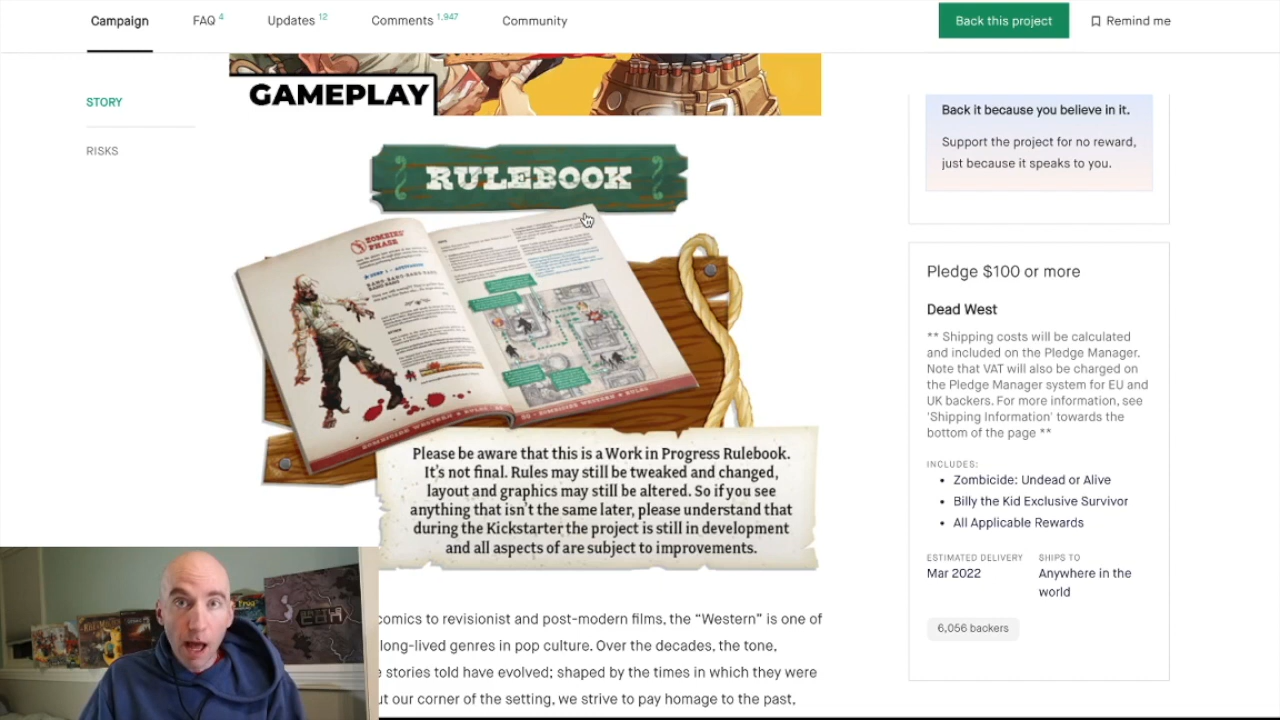 Campaign
FAQ 4
Updates 12
Comments 1,947
Community
Back this project
Remind me
STORY
RISKS
GAMEPLAY
RULEBOOK
ZOMBIES'
PHASE
Please be aware that this is a Work in Progress Rulebook.
It's not final. Rules may still be tweaked and changed,
layout and graphics may still be altered. So if you see
anything that isn't the same later, please understand that
during the Kickstarter the project is still in development
and all aspects of are subject to improvements.
comics to revisionist and post-modern films, the “Western” is one of
long-lived genres in pop culture. Over the decades, the tone,
stories told have evolved; shaped by the times in which they were
ut our corner of the setting, we strive to pay homage to the past,
Back it because you believe in it.
Support the project for no reward,
just because it speaks to you.
Pledge $100 or more
Dead West
** Shipping costs will be calculated
and included on the Pledge Manager.
Note that VAT will also be charged on
the Pledge Manager system for EU and
UK backers. For more information, see
'Shipping Information' towards the
bottom of the page **
INCLUDES:
• Zombicide: Undead or Alive
• Billy the Kid Exclusive Survivor
• All Applicable Rewards
ESTIMATED DELIVERY
Mar 2022
SHIPS TO
Anywhere in the
world
6,056 backers
BATTLE
CON